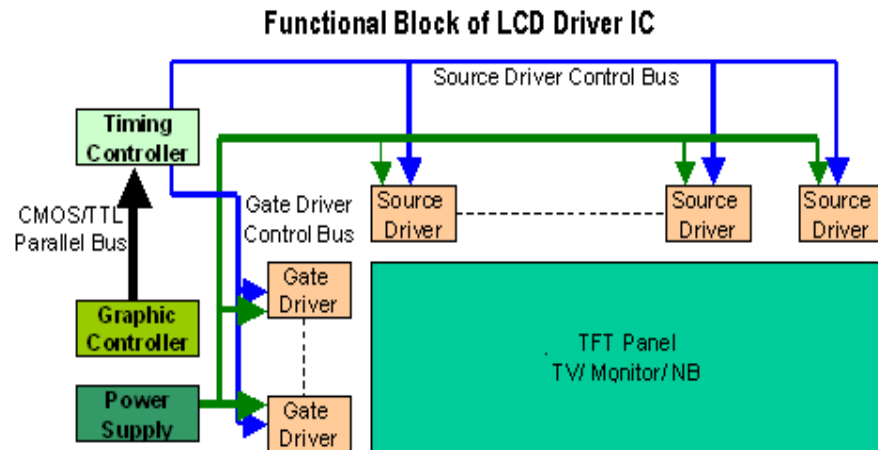 Functional Block of LCD Driver IC
Source Driver Control Bus
Timing
Controller
CMOS/TTL
Parallel Bus
Gate Driver
Control Bus
Source
Driver
Source
Driver
Source
Driver
Gate
Driver
Graphic
Controller
TFT Panel
TV/ Monitor/ NB
Power
Supply
Gate
Driver